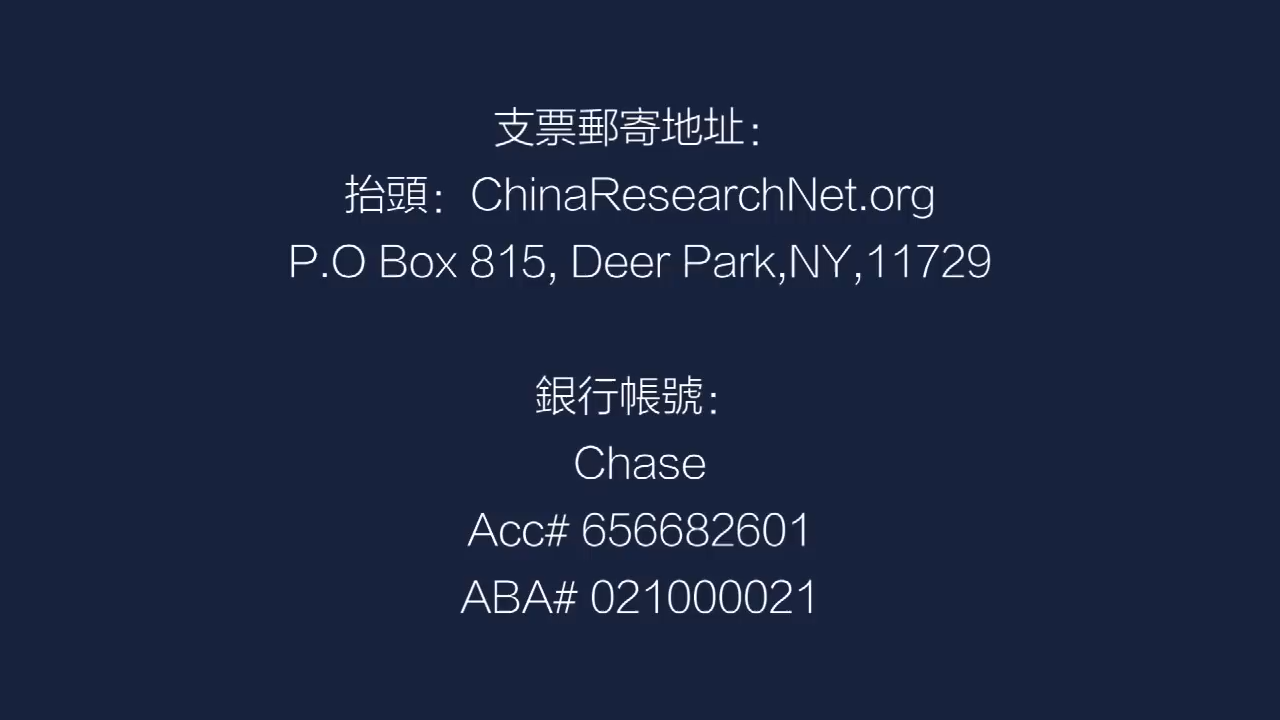 支票郵寄地址：
抬頭：ChinaResearchNet.org
P.O Box 815, Deer Park,NY,11729
銀行帳號：
Chase
Acc# 656682601
ABA# 021000021